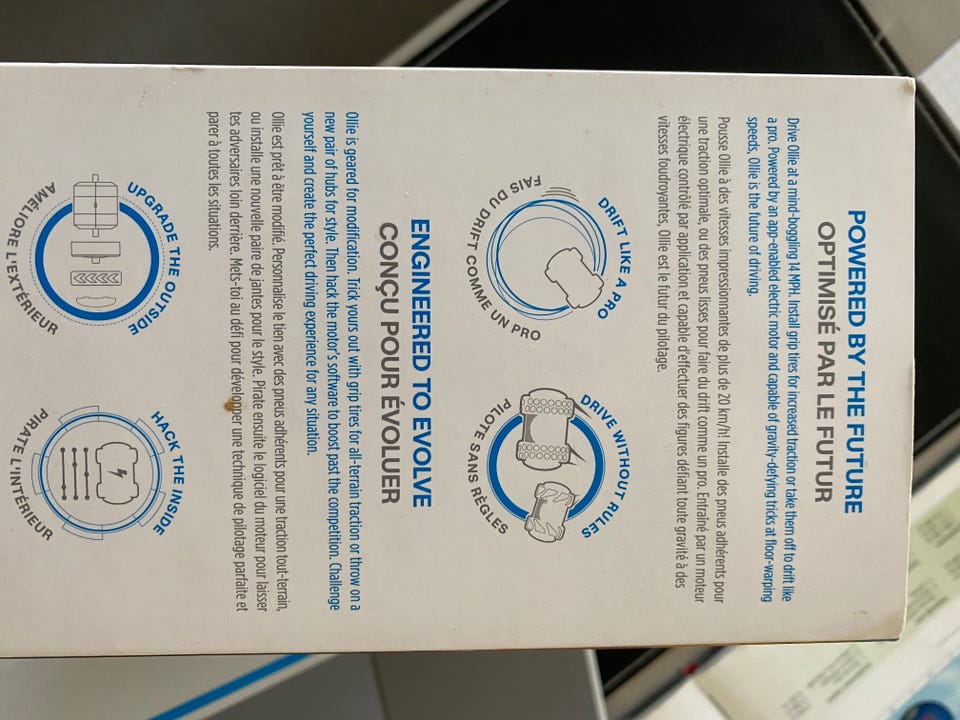 POWERED BY THE FUTURE
OPTIMISÉ PAR LE FUTUR
Drive Ollie at a mind-boggling 14 MPH. Install grip tires for increased traction or take them off to drift like
a pro. Powered by an app-enabled electric motor and capable of gravity-defying tricks at floor-warping
speeds, Ollie is the future of driving.
Pousse Ollie à des vitesses impressionnantes de plus de 20 km/h! Installe des pneus adhérents pour
une traction optimale, ou des pneus lisses pour faire du drift comme un pro. Entraîné par un moteur
électrique contrôlé par application et capable d'effectuer des figures défiant toute gravité à des
vitesses foudroyantes, Ollie est le futur du pilotage.
DRIFT LIKE A PRO
FAIS DU DRIFT COMME UN PRO
DRIVE WITHOUT RULES
PILOTE SANS RÈGLES
ENGINEERED TO EVOLVE
CONÇU POUR ÉVOLUER
Ollie is geared for modification. Trick yours out with grip tires for all-terrain traction or throw on a
new pair of hubs for style. Then hack the motor's software to boost past the competition. Challenge
yourself and create the perfect driving experience for any situation.
Ollie est prêt à être modifié. Personnalise le tien avec des pneus adhérents pour une traction tout-terrain,
ou installe une nouvelle paire de jantes pour le style. Pirate ensuite le logiciel du moteur pour laisser
tes adversaires loin derrière. Mets-toi au défi pour développer une technique de pilotage parfaite et
parer à toutes les situations.
UPGRADE THE OUTSIDE
AMÉLIORE L'EXTÉRIEUR
HACK THE INSIDE
PIRATE L'INTÉRIEUR